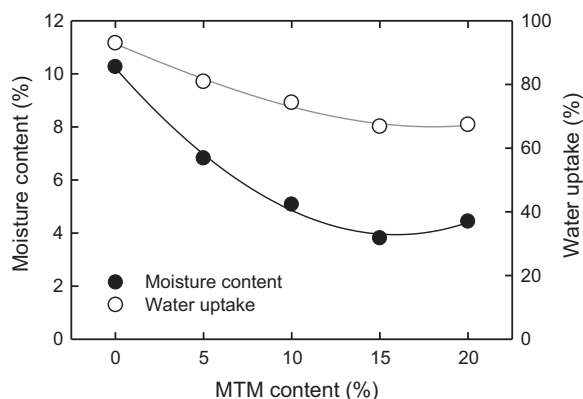 12
10
8
6
4
2
0
Moisture content (%)
100
80
60
40
20
0
Water uptake (%)
Moisture content
Water uptake
0 5 10 15 20
MTM content (%)